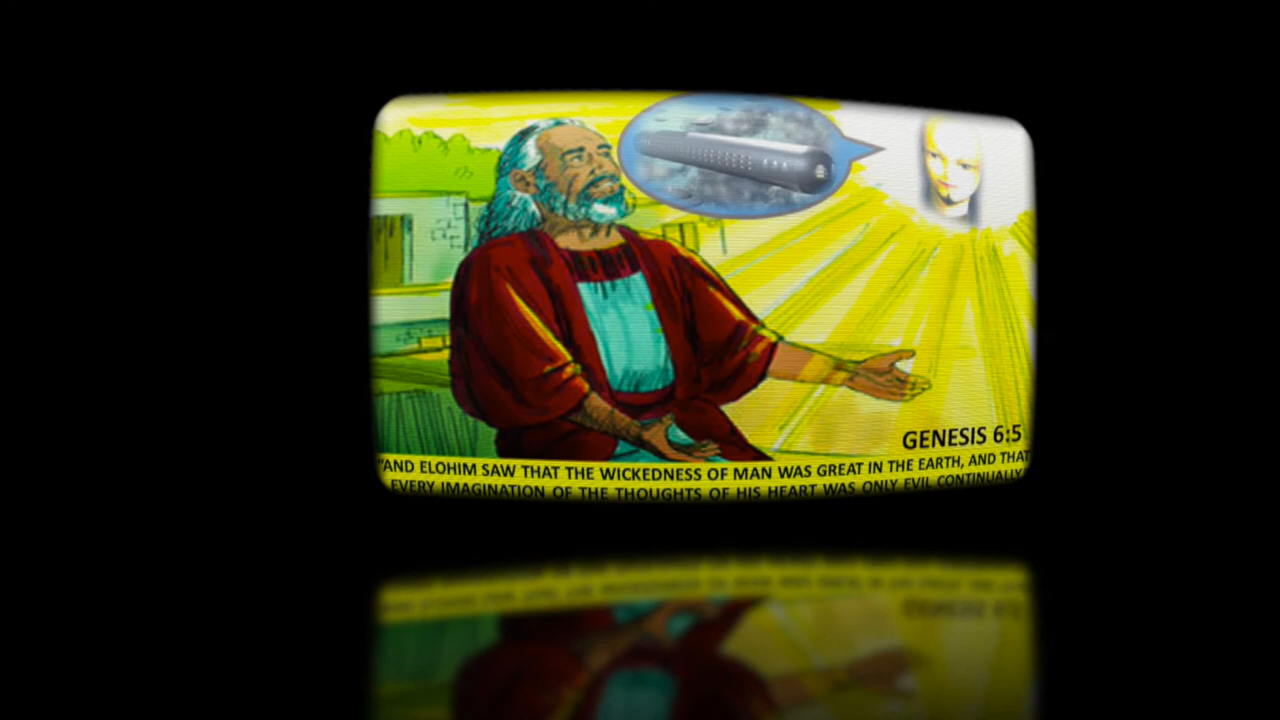 GENESIS 6:5
"AND ELOHIM SAW THAT THE WICKEDNESS OF MAN WAS GREAT IN THE EARTH, AND THAT
EVERY IMAGINATION OF THE THOUGHTS OF HIS HEART WAS ONLY EVIL CONTINUALLY